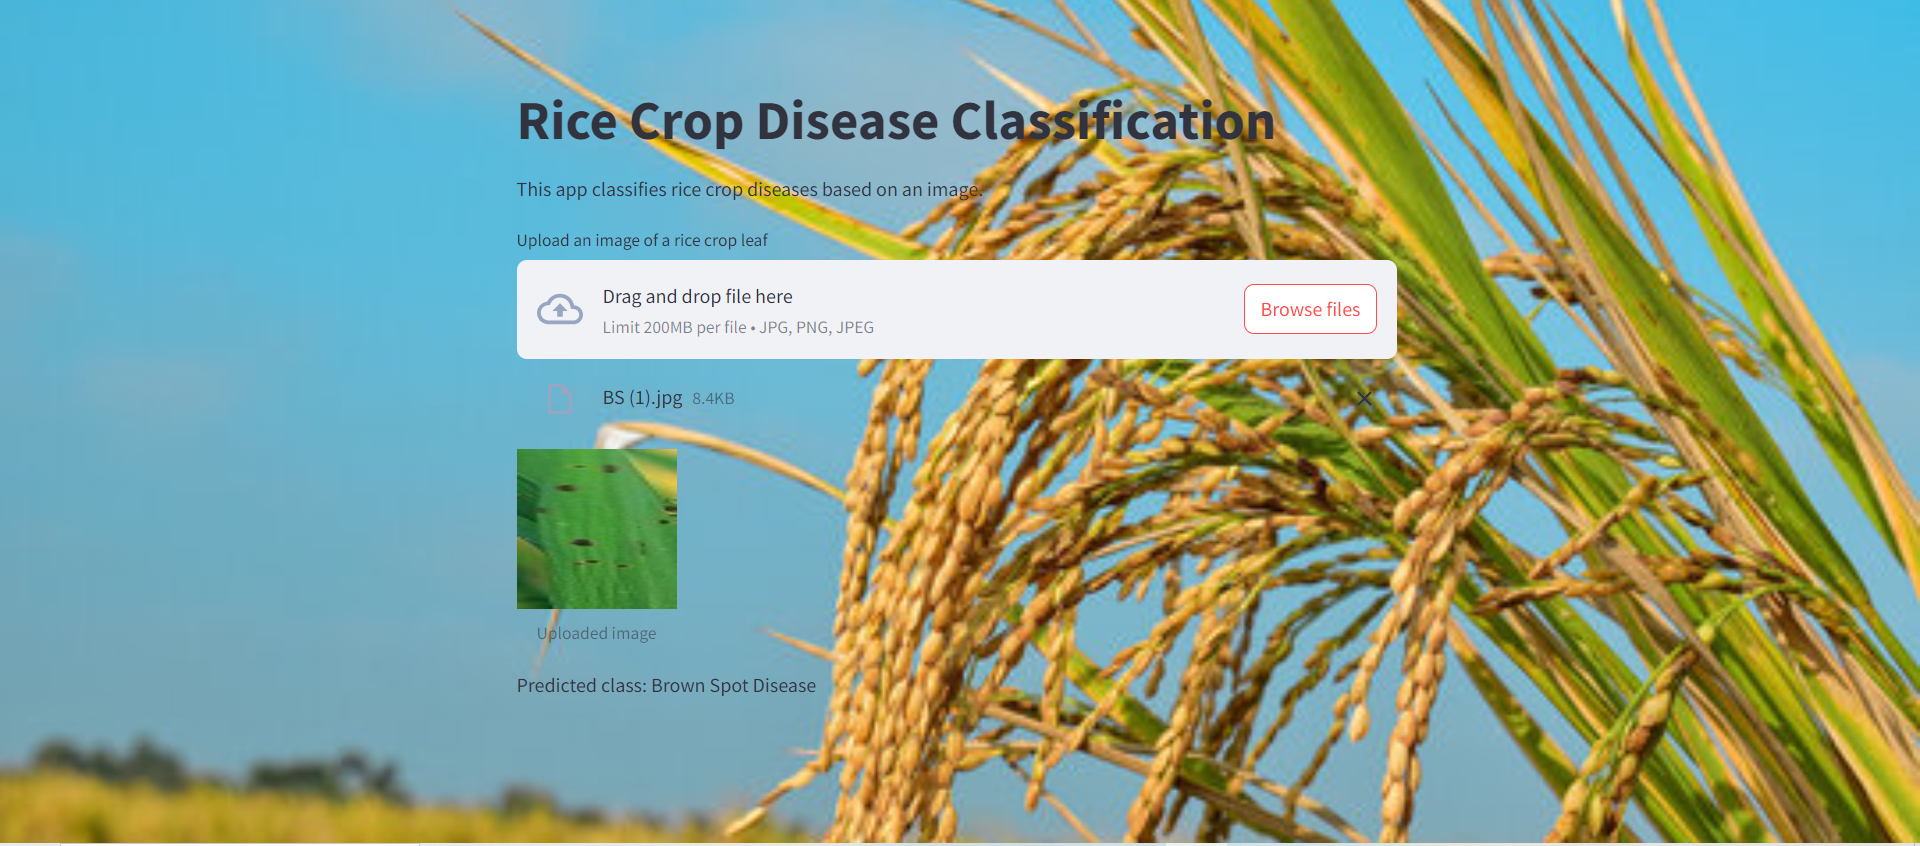 Rice Crop Disease Classification
This app classifies rice crop diseases based on an image.
Upload an image of a rice crop leaf
Drag and drop file here
Limit 200MB per file • JPG, PNG, JPEG
Browse files
BS (1).jpg 8.4KB
Uploaded image
Predicted class: Brown Spot Disease